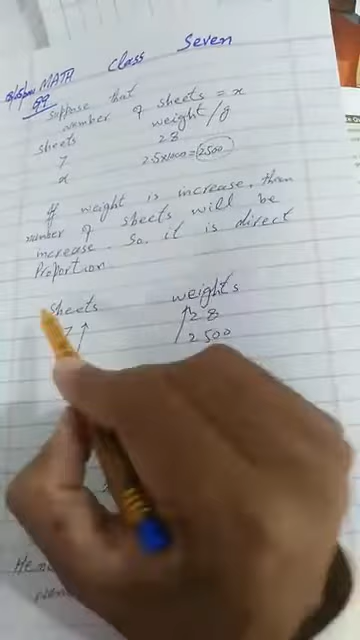 MATH Class Seven
Suppose that
number of sheets = x
sheets weight/g
7 28
x 2.5x1000=2500
If weight is increase. then
number of sheets will be
increase. So it is direct
Proportion
sheets weights
7 28
2500